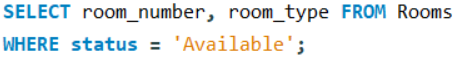 SELECT room_number, room_type FROM Rooms
WHERE status = 'Available';